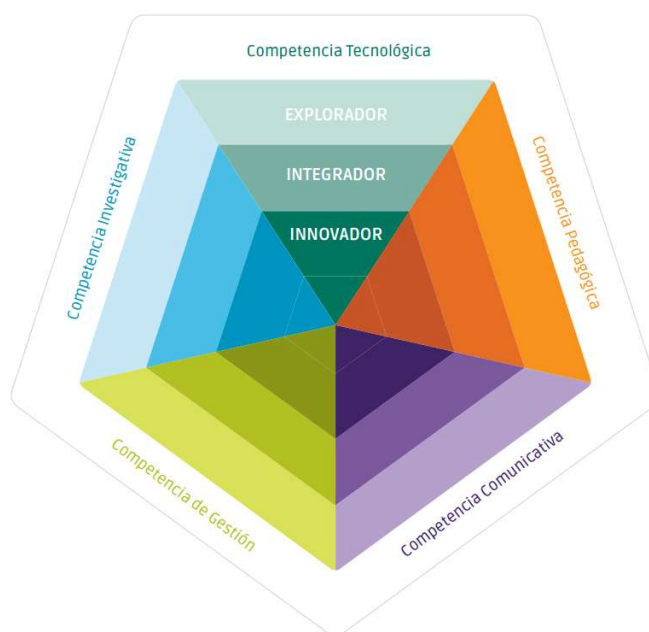 Competencia Tecnológica
EXPLORADOR
INTEGRADOR
INNOVADOR
Competencia Investigativa
Competencia Pedagógica
Competencia de Gestión
Competencia Comunicativa